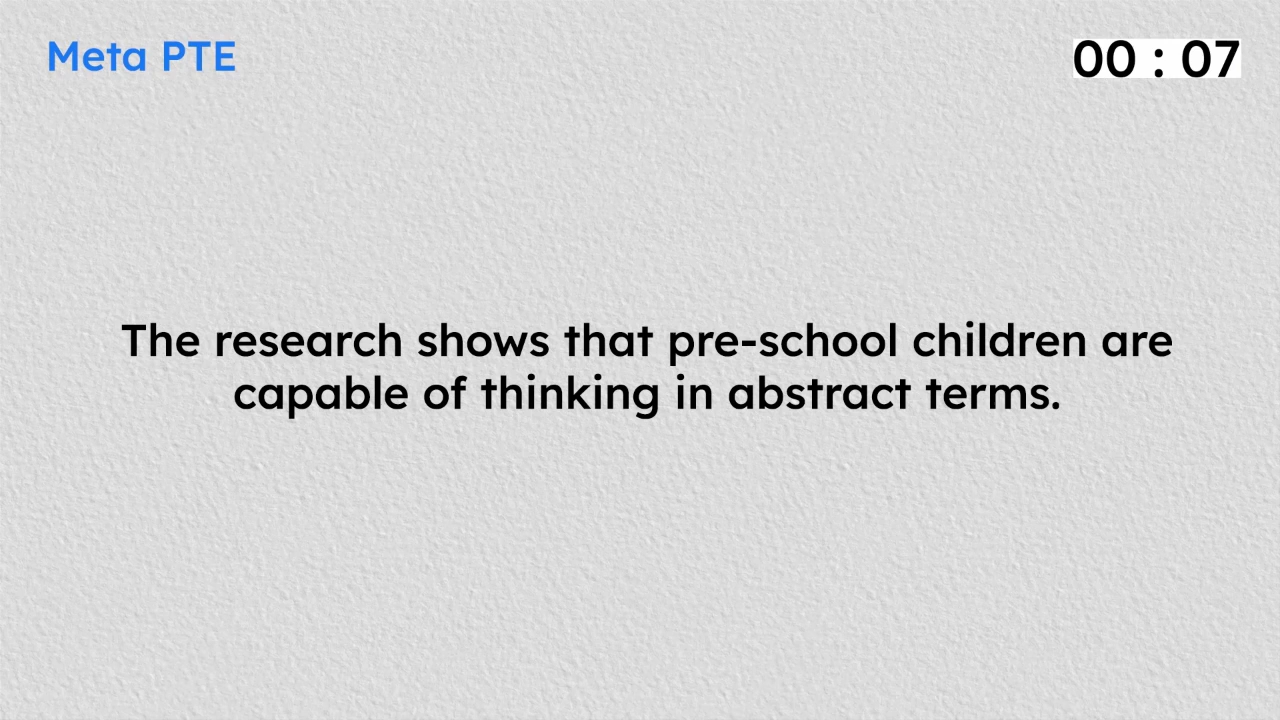 Meta PTE
00 : 07
The research shows that pre-school children are
capable of thinking in abstract terms.